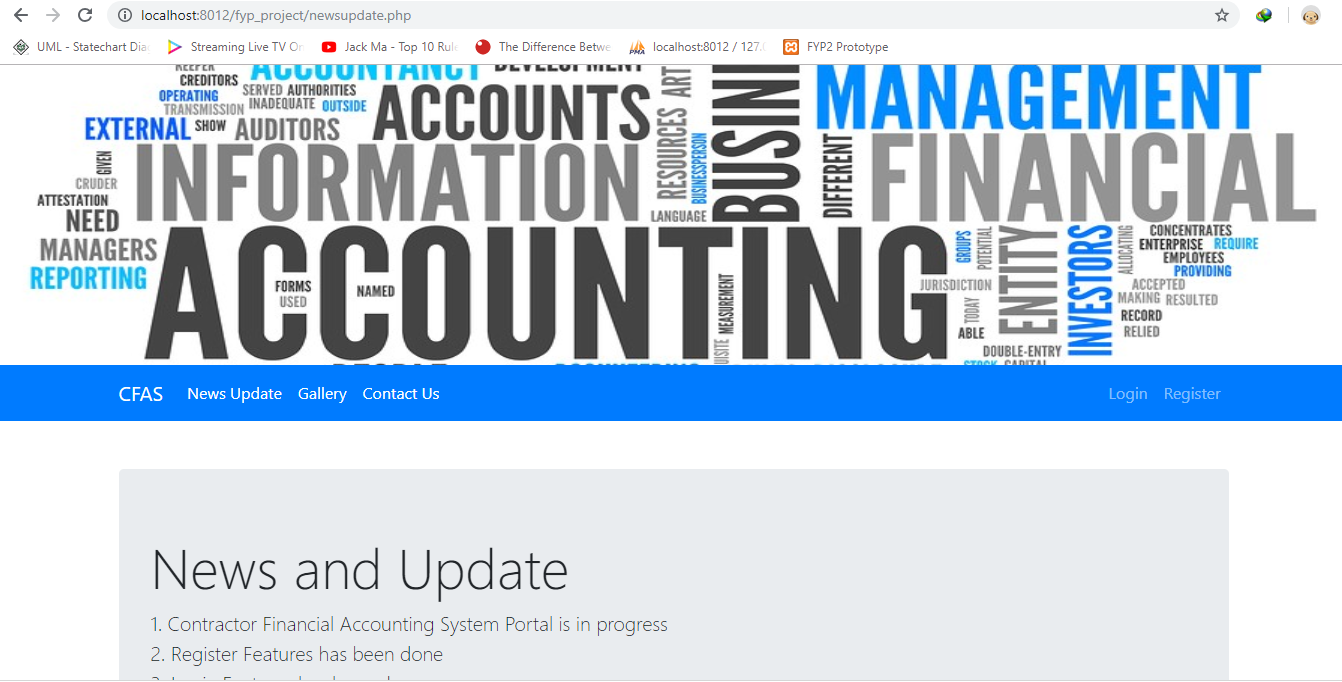 localhost:8012/fyp_project/newsupdate.php
UML - Statechart Dia
Streaming Live TV On
Jack Ma - Top 10 Rule
The Difference Betwe
localhost:8012 / 127.0
FYP2 Prototype
KEEPER
CREDITORS
OPERATING
TRANSMISSION
SERVED AUTHORITIES
INADEQUATE OUTSIDE
ACCOUNTANCY
DEVELOPMENT
EXTERNAL
SHOW
AUDITORS
ACCOUNTS
RESOURCES
ART
BUSINESSPERSON
LANGUAGE
BUSIN
MANAGEMENT
DIFFERENT
FINANCIAL
GIVEN
CRUDER
ATTESTATION
NEED
INFORMATION
MANAGERS
REPORTING
ACCOUNTING
FORMS
USED
NAMED
MEASUREMENT
GROUPS
POTENTIAL
JURISDICTION
TODAY
ABLE
ENTITY
DOUBLE-ENTRY
CAPITAL
INVESTORS
ALLOCATING
CONCENTRATES
ENTERPRISE REQUIRE
EMPLOYEES
PROVIDING
ACCEPTED
MAKING RESULTED
RECORD
RELIED
CFAS News Update Gallery Contact Us Login Register
News and Update
1. Contractor Financial Accounting System Portal is in progress
2. Register Features has been done